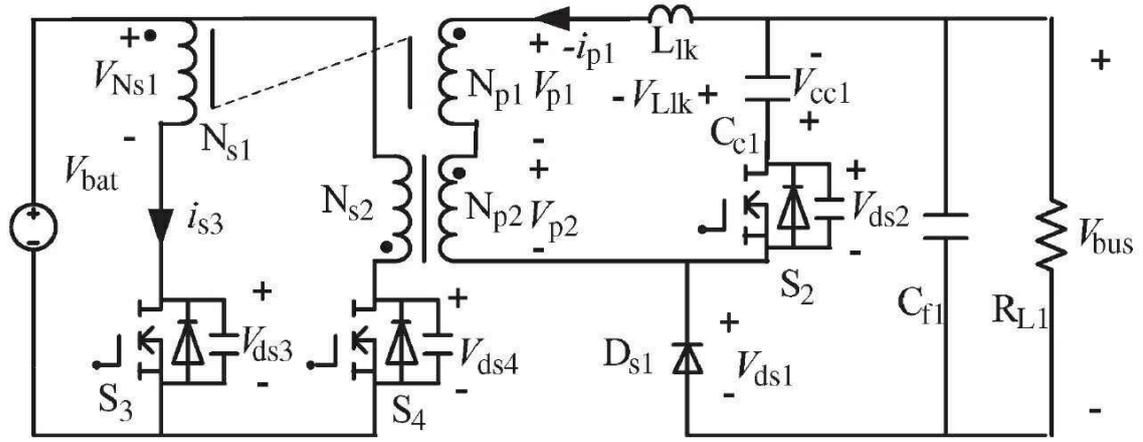 +
V_Ns1
-
N_s1
V_bat
+
-
i_s3
S_3
+
V_ds3
-
N_s2
S_4
+
V_ds4
-
-i_p1
L_lk
- V_Llk +
N_p1
+
V_p1
-
N_p2
+
V_p2
-
-
V_cc1
+
C_c1
+
V_ds2
-
S_2
D_s1
+
V_ds1
-
C_f1
R_L1
+
V_bus
-